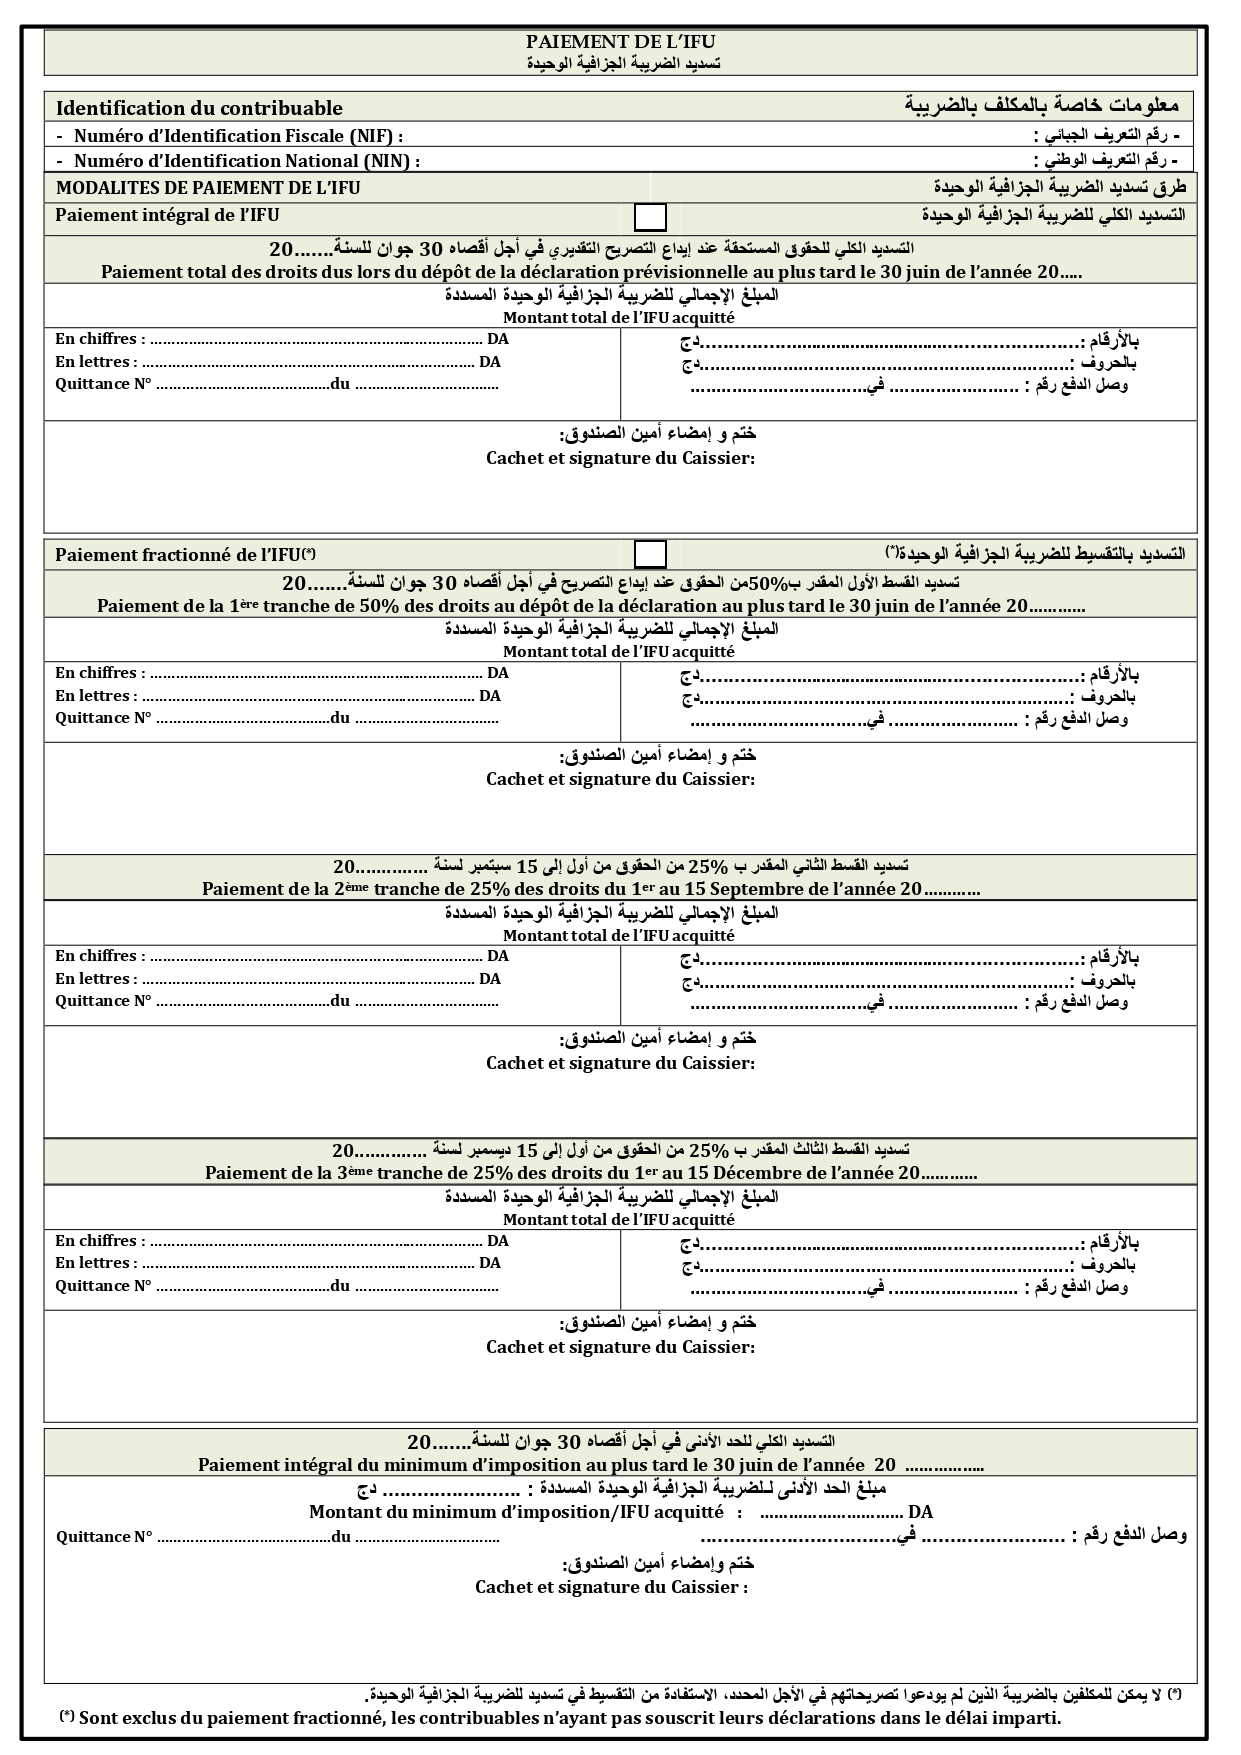 PAIEMENT DE L'IFU
تسديد الضريبة الجزافية الوحيدة
Identification du contribuable معلومات خاصة بالمكلف بالضريبة
- Numéro d'Identification Fiscale (NIF) : - رقم التعريف الجبائي :
- Numéro d'Identification National (NIN) : - رقم التعريف الوطني :
MODALITES DE PAIEMENT DE L'IFU طرق تسديد الضريبة الجزافية الوحيدة
Paiement intégral de l'IFU التسديد الكلي للضريبة الجزافية الوحيدة
التسديد الكلي للحقوق المستحقة عند إيداع التصريح التقديري في أجل أقصاه 30 جوان للسنة.......20
Paiement total des droits dus lors du dépôt de la déclaration prévisionnelle au plus tard le 30 juin de l'année 20.....
المبلغ الإجمالي للضريبة الجزافية الوحيدة المسددة
Montant total de l'IFU acquitté
En chiffres : ........................................................................ DA بالأرقام :.................................................................دج
En lettres : ........................................................................ DA بالحروف :................................................................دج
Quittance N° ........................................du ................................. وصل الدفع رقم : ....................... في...............................
ختم و إمضاء أمين الصندوق:
Cachet et signature du Caissier:
Paiement fractionné de l'IFU(*) التسديد بالتقسيط للضريبة الجزافية الوحيدة(*)
تسديد القسط الأول المقدر ب50%من الحقوق عند إيداع التصريح في أجل أقصاه 30 جوان للسنة.......20
Paiement de la 1ère tranche de 50% des droits au dépôt de la déclaration au plus tard le 30 juin de l'année 20............
المبلغ الإجمالي للضريبة الجزافية الوحيدة المسددة
Montant total de l'IFU acquitté
En chiffres : ........................................................................ DA بالأرقام :.................................................................دج
En lettres : ........................................................................ DA بالحروف :................................................................دج
Quittance N° ........................................du ................................. وصل الدفع رقم : ....................... في...............................
ختم و إمضاء أمين الصندوق:
Cachet et signature du Caissier:
تسديد القسط الثاني المقدر ب 25% من الحقوق من أول إلى 15 سبتمبر لسنة .............20
Paiement de la 2ème tranche de 25% des droits du 1er au 15 Septembre de l'année 20............
المبلغ الإجمالي للضريبة الجزافية الوحيدة المسددة
Montant total de l'IFU acquitté
En chiffres : ........................................................................ DA بالأرقام :.................................................................دج
En lettres : ........................................................................ DA بالحروف :................................................................دج
Quittance N° ........................................du ................................. وصل الدفع رقم : ....................... في...............................
ختم و إمضاء أمين الصندوق:
Cachet et signature du Caissier:
تسديد القسط الثالث المقدر ب 25% من الحقوق من أول إلى 15 ديسمبر لسنة .............20
Paiement de la 3ème tranche de 25% des droits du 1er au 15 Décembre de l'année 20............
المبلغ الإجمالي للضريبة الجزافية الوحيدة المسددة
Montant total de l'IFU acquitté
En chiffres : ........................................................................ DA بالأرقام :.................................................................دج
En lettres : ........................................................................ DA بالحروف :................................................................دج
Quittance N° ........................................du ................................. وصل الدفع رقم : ....................... في...............................
ختم و إمضاء أمين الصندوق:
Cachet et signature du Caissier:
التسديد الكلي للحد الأدنى في أجل أقصاه 30 جوان للسنة.......20
Paiement intégral du minimum d'imposition au plus tard le 30 juin de l'année 20 .................
مبلغ الحد الأدنى للضريبة الجزافية الوحيدة المسددة : ........................ دج
Montant du minimum d'imposition/IFU acquitté : ............................ DA
Quittance N° ........................................du ................................. وصل الدفع رقم : ......................... في..................................
ختم وإمضاء أمين الصندوق:
Cachet et signature du Caissier :
(*) لا يمكن للمكلفين بالضريبة الذين لم يودعوا تصريحاتهم في الأجل المحدد، الاستفادة من التقسيط في تسديد للضريبة الجزافية الوحيدة.
(*) Sont exclus du paiement fractionné, les contribuables n'ayant pas souscrit leurs déclarations dans le délai imparti.